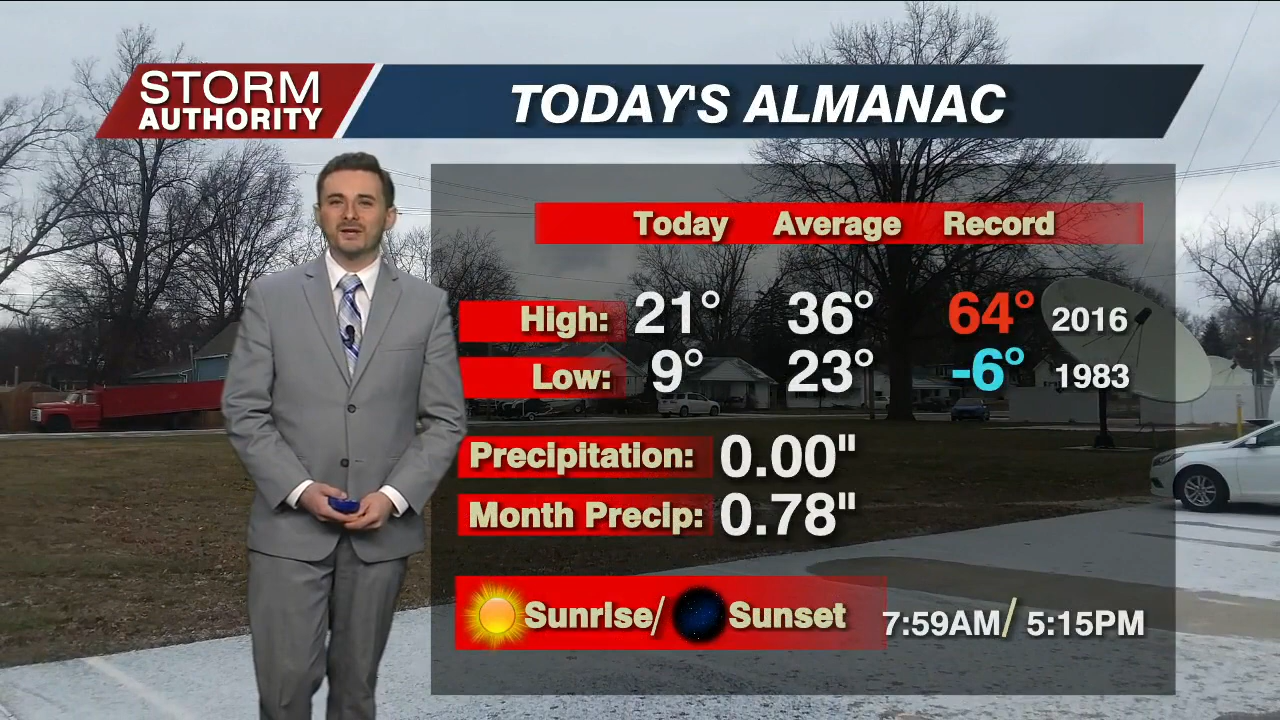 STORM
AUTHORITY
TODAY'S ALMANAC
Today Average Record
High: 21° 36° 64° 2016
Low: 9° 23° -6° 1983
Precipitation: 0.00"
Month Precip: 0.78"
Sunrise/ Sunset 7:59AM/ 5:15PM